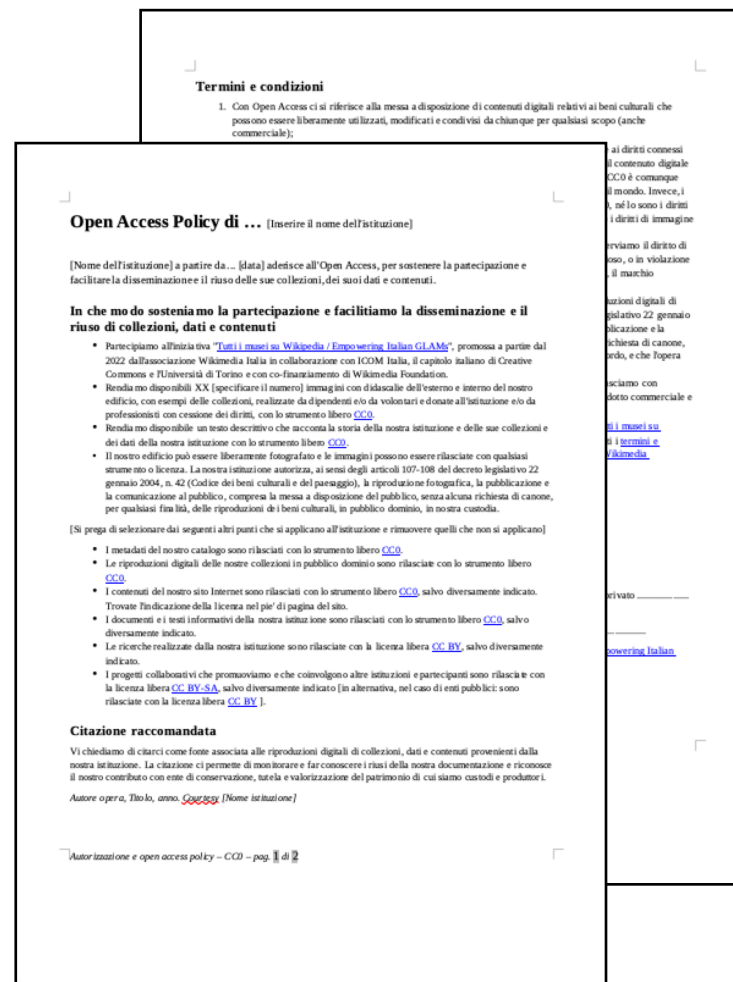 Termini e condizioni
1. Con Open Access ci si riferisce alla messa a disposizione di contenuti digitali relativi ai beni culturali che
possono essere liberamente utilizzati, modificati e condivisi da chiunque per qualsiasi scopo (anche
commerciale);
ai diritti connessi
il contenuto digitale
CC0 è comunque
il mondo. Invece, i
, né lo sono i diritti
i diritti di immagine
erviamo il diritto di
oso, o in violazione
, il marchio
uzioni digitali di
gislativo 22 gennaio
blicazione e la
richiesta di canone,
ordo, e che l'opera
sciamo con
dotto commerciale e
ti i musei su
ti i termini e
Wikimedia
privato
powering Italian
Open Access Policy di … [Inserire il nome dell'istituzione]
[Nome dell'istituzione] a partire da... [data] aderisce all'Open Access, per sostenere la partecipazione e
facilitare la disseminazione e il riuso delle sue collezioni, dei suoi dati e contenuti.
In che modo sosteniamo la partecipazione e facilitiamo la disseminazione e il
riuso di collezioni, dati e contenuti
• Partecipiamo all'iniziativa "Tutti i musei su Wikipedia / Empowering Italian GLAMs", promossa a partire dal
2022 dall'associazione Wikimedia Italia in collaborazione con ICOM Italia, il capitolo italiano di Creative
Commons e l'Università di Torino e con co-finanziamento di Wikimedia Foundation.
• Rendiamo disponibili XX [specificare il numero] immagini con didascalie dell'esterno e interno del nostro
edificio, con esempi delle collezioni, realizzate da dipendenti e/o da volontari e donate all'istituzione e/o da
professionisti con cessione dei diritti, con lo strumento libero CC0.
• Rendiamo disponibile un testo descrittivo che racconta la storia della nostra istituzione e delle sue collezioni e
dei dati della nostra istituzione con lo strumento libero CC0.
• Il nostro edificio può essere liberamente fotografato e le immagini possono essere rilasciate con qualsiasi
strumento o licenza. La nostra istituzione autorizza, ai sensi degli articoli 107-108 del decreto legislativo 22
gennaio 2004, n. 42 (Codice dei beni culturali e del paesaggio), la riproduzione fotografica, la pubblicazione e
la comunicazione al pubblico, compresa la messa a disposizione del pubblico, senza alcuna richiesta di canone,
per qualsiasi finalità, delle riproduzioni dei beni culturali, in pubblico dominio, in nostra custodia.
[Si prega di selezionare dai seguenti altri punti che si applicano all'istituzione e rimuovere quelli che non si applicano]
• I metadati del nostro catalogo sono rilasciati con lo strumento libero CC0.
• Le riproduzioni digitali delle nostre collezioni in pubblico dominio sono rilasciate con lo strumento libero
CC0.
• I contenuti del nostro sito Internet sono rilasciati con lo strumento libero CC0, salvo diversamente indicato.
Trovate l'indicazione della licenza nel pie' di pagina del sito.
• I documenti e i testi informativi della nostra istituzione sono rilasciati con lo strumento libero CC0, salvo
diversamente indicato.
• Le ricerche realizzate dalla nostra istituzione sono rilasciate con la licenza libera CC BY, salvo diversamente
indicato.
• I progetti collaborativi che promuoviamo e che coinvolgono altre istituzioni e partecipanti sono rilasciate con
la licenza libera CC BY-SA, salvo diversamente indicato [in alternativa, nel caso di enti pubblici: sono
rilasciate con la licenza libera CC BY ].
Citazione raccomandata
Vi chiediamo di citarci come fonte associata alle riproduzioni digitali di collezioni, dati e contenuti provenienti dalla
nostra istituzione. La citazione ci permette di monitorare e far conoscere i riusi della nostra documentazione e riconosce
il nostro contributo con ente di conservazione, tutela e valorizzazione del patrimonio di cui siamo custodi e produttori.
Autore opera, Titolo, anno. Courtesy [Nome istituzione]
Autorizzazione e open access policy – CC0 – pag. 1 di 2